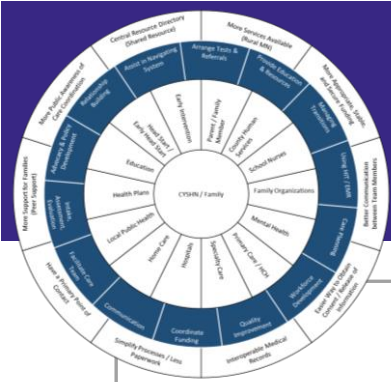 More Services Available
(Rural MN)
More Appropriate, Stable,
and Secure Funding
Better Communication
between Team Members
Easier Way to Obtain
Consent / Release of
Information
Interoperable Medical
Records
Simplify Processes / Less
Paperwork
Have a Primary Point of
Contact
More Support for Families
(Peer Support)
More Public Awareness of
Care Coordination
Central Resource Directory
(Shared Resource)
Arrange Tests &
Referrals
Provide Education
& Resources
Managing
Transitions
Using HIT / EMR
Care Planning
Workforce
Development
Quality
Improvement
Coordinate
Funding
Communication
Facilitate Care
Team
Intake,
Assessment,
Evaluation
Advocacy & Policy
Development
Relationship
Building
Assist in Navigating
System
Parent / Family
Member
County Human
Services
School Nurses
Family Organizations
Mental Health
Primary Care / HCH
Specialty Care
Hospitals
Home Care
Local Public Health
Health Plans
Education
Head Start /
Early Head Start
Early Intervention
CYSHN / Family